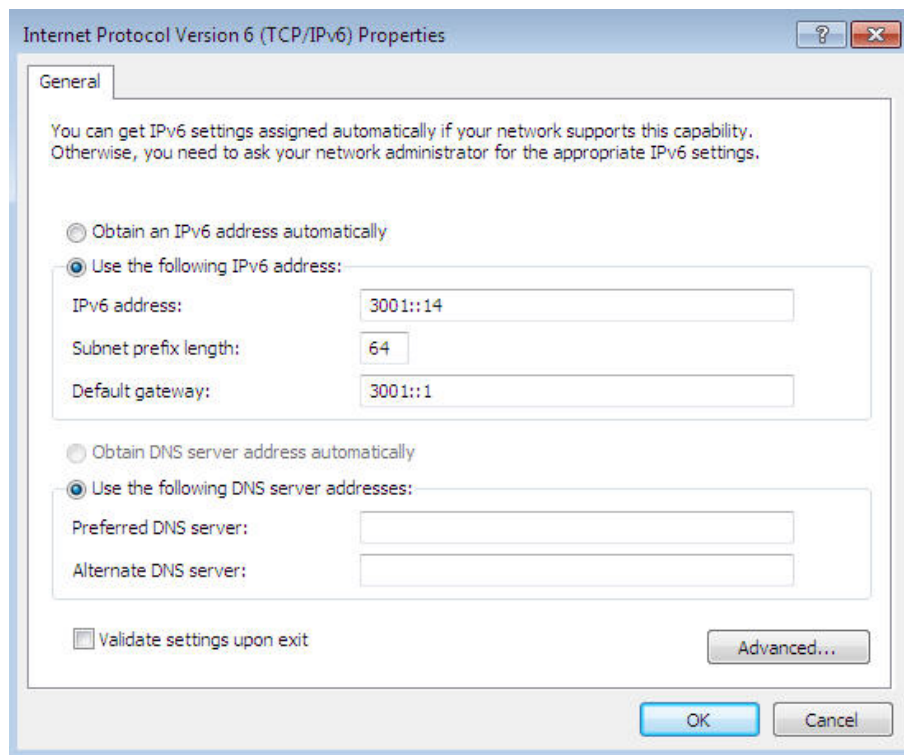 Internet Protocol Version 6 (TCP/IPv6) Properties
General
You can get IPv6 settings assigned automatically if your network supports this capability.
Otherwise, you need to ask your network administrator for the appropriate IPv6 settings.
Obtain an IPv6 address automatically
Use the following IPv6 address:
IPv6 address: 3001::14
Subnet prefix length: 64
Default gateway: 3001::1
Obtain DNS server address automatically
Use the following DNS server addresses:
Preferred DNS server:
Alternate DNS server:
Validate settings upon exit
Advanced...
OK Cancel